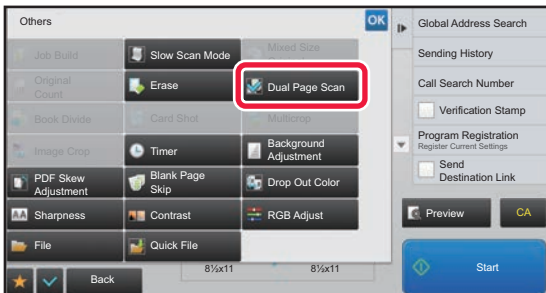 Others
OK
Job Build
Slow Scan Mode
Mixed Size
Original
Count
Erase
Dual Page Scan
Book Divide
Card Shot
Multicrop
Image Crop
Timer
Background
Adjustment
PDF Skew
Adjustment
Blank Page
Skip
Drop Out Color
AA
Sharpness
Contrast
RGB Adjust
File
Quick File
Back
8½x11
8½x11
Global Address Search
Sending History
Call Search Number
Verification Stamp
Program Registration
Register Current Settings
Send
Destination Link
Preview
CA
Start